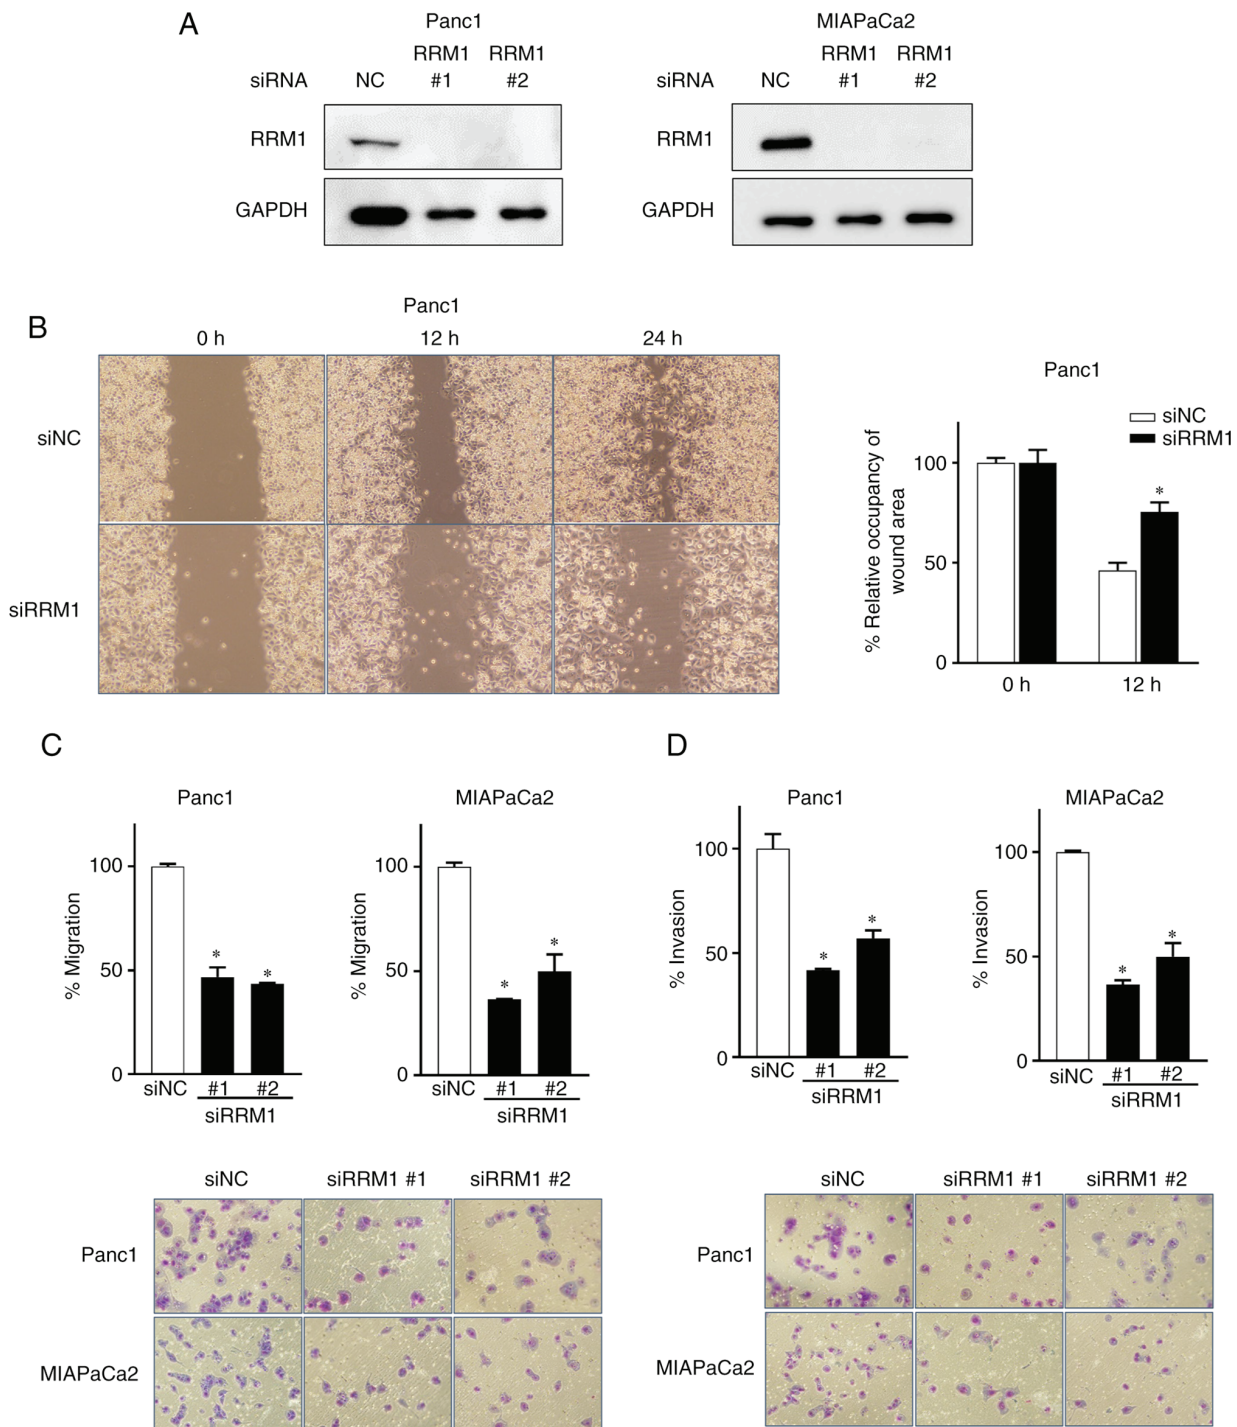 A
Panc1
MIAPaCa2
RRM1 RRM1
RRM1 RRM1
siRNA NC #1 #2
siRNA NC #1 #2
RRM1
RRM1
GAPDH
GAPDH
B
Panc1
0 h 12 h 24 h
siNC
siRRM1
Panc1
siNC
siRRM1
% Relative occupancy of
wound area
100
50
0
*
0 h 12 h
C
Panc1
% Migration
100
50
0
* *
siNC #1 #2
siRRM1
MIAPaCa2
% Migration
100
50
0
* *
siNC #1 #2
siRRM1
siNC siRRM1 #1 siRRM1 #2
Panc1
MIAPaCa2
D
Panc1
% Invasion
100
50
0
* *
siNC #1 #2
siRRM1
MIAPaCa2
% Invasion
100
50
0
* *
siNC #1 #2
siRRM1
siNC siRRM1 #1 siRRM1 #2
Panc1
MIAPaCa2